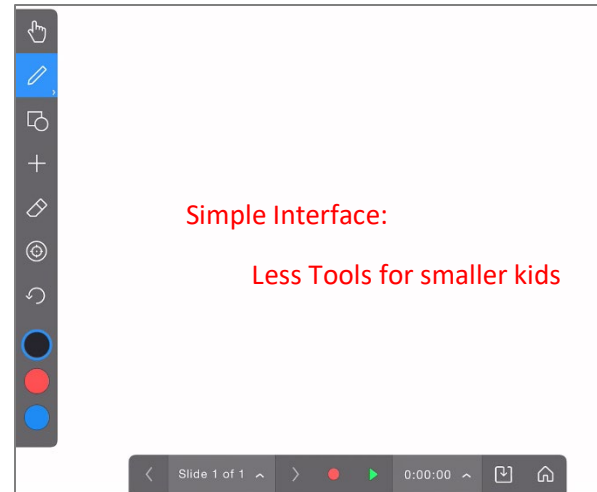 Simple Interface:
Less Tools for smaller kids
Slide 1 of 1
0:00:00